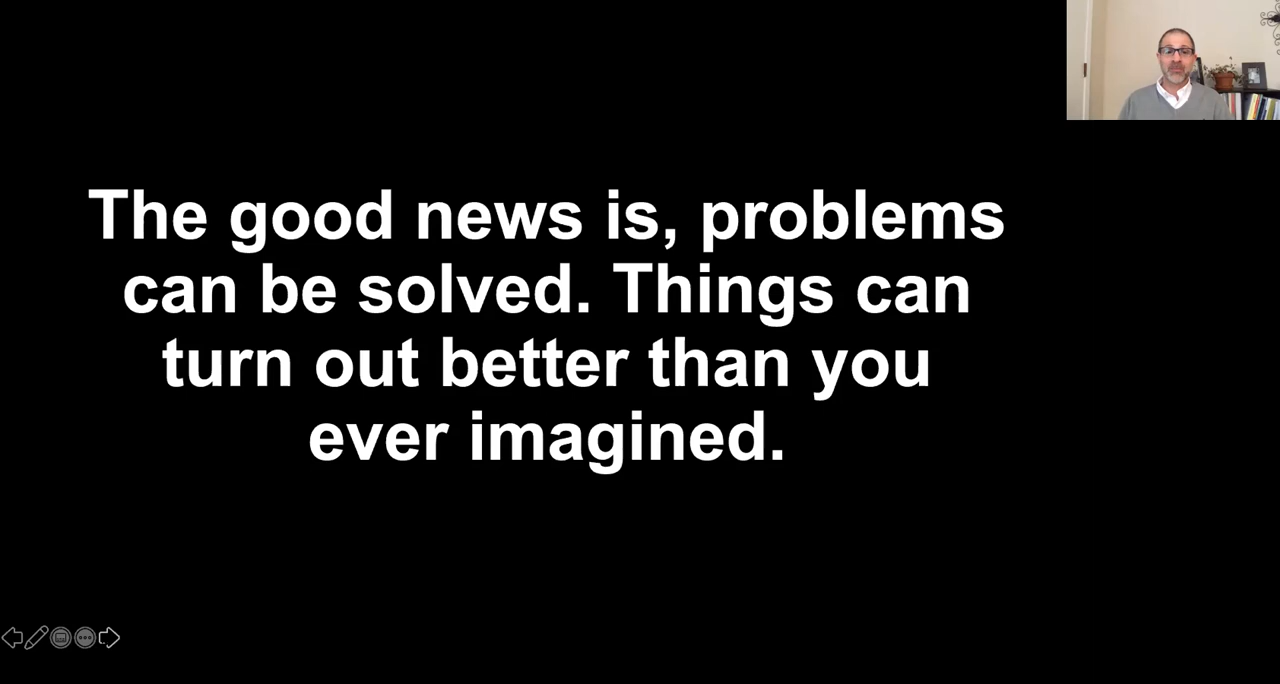 The good news is, problems
can be solved. Things can
turn out better than you
ever imagined.